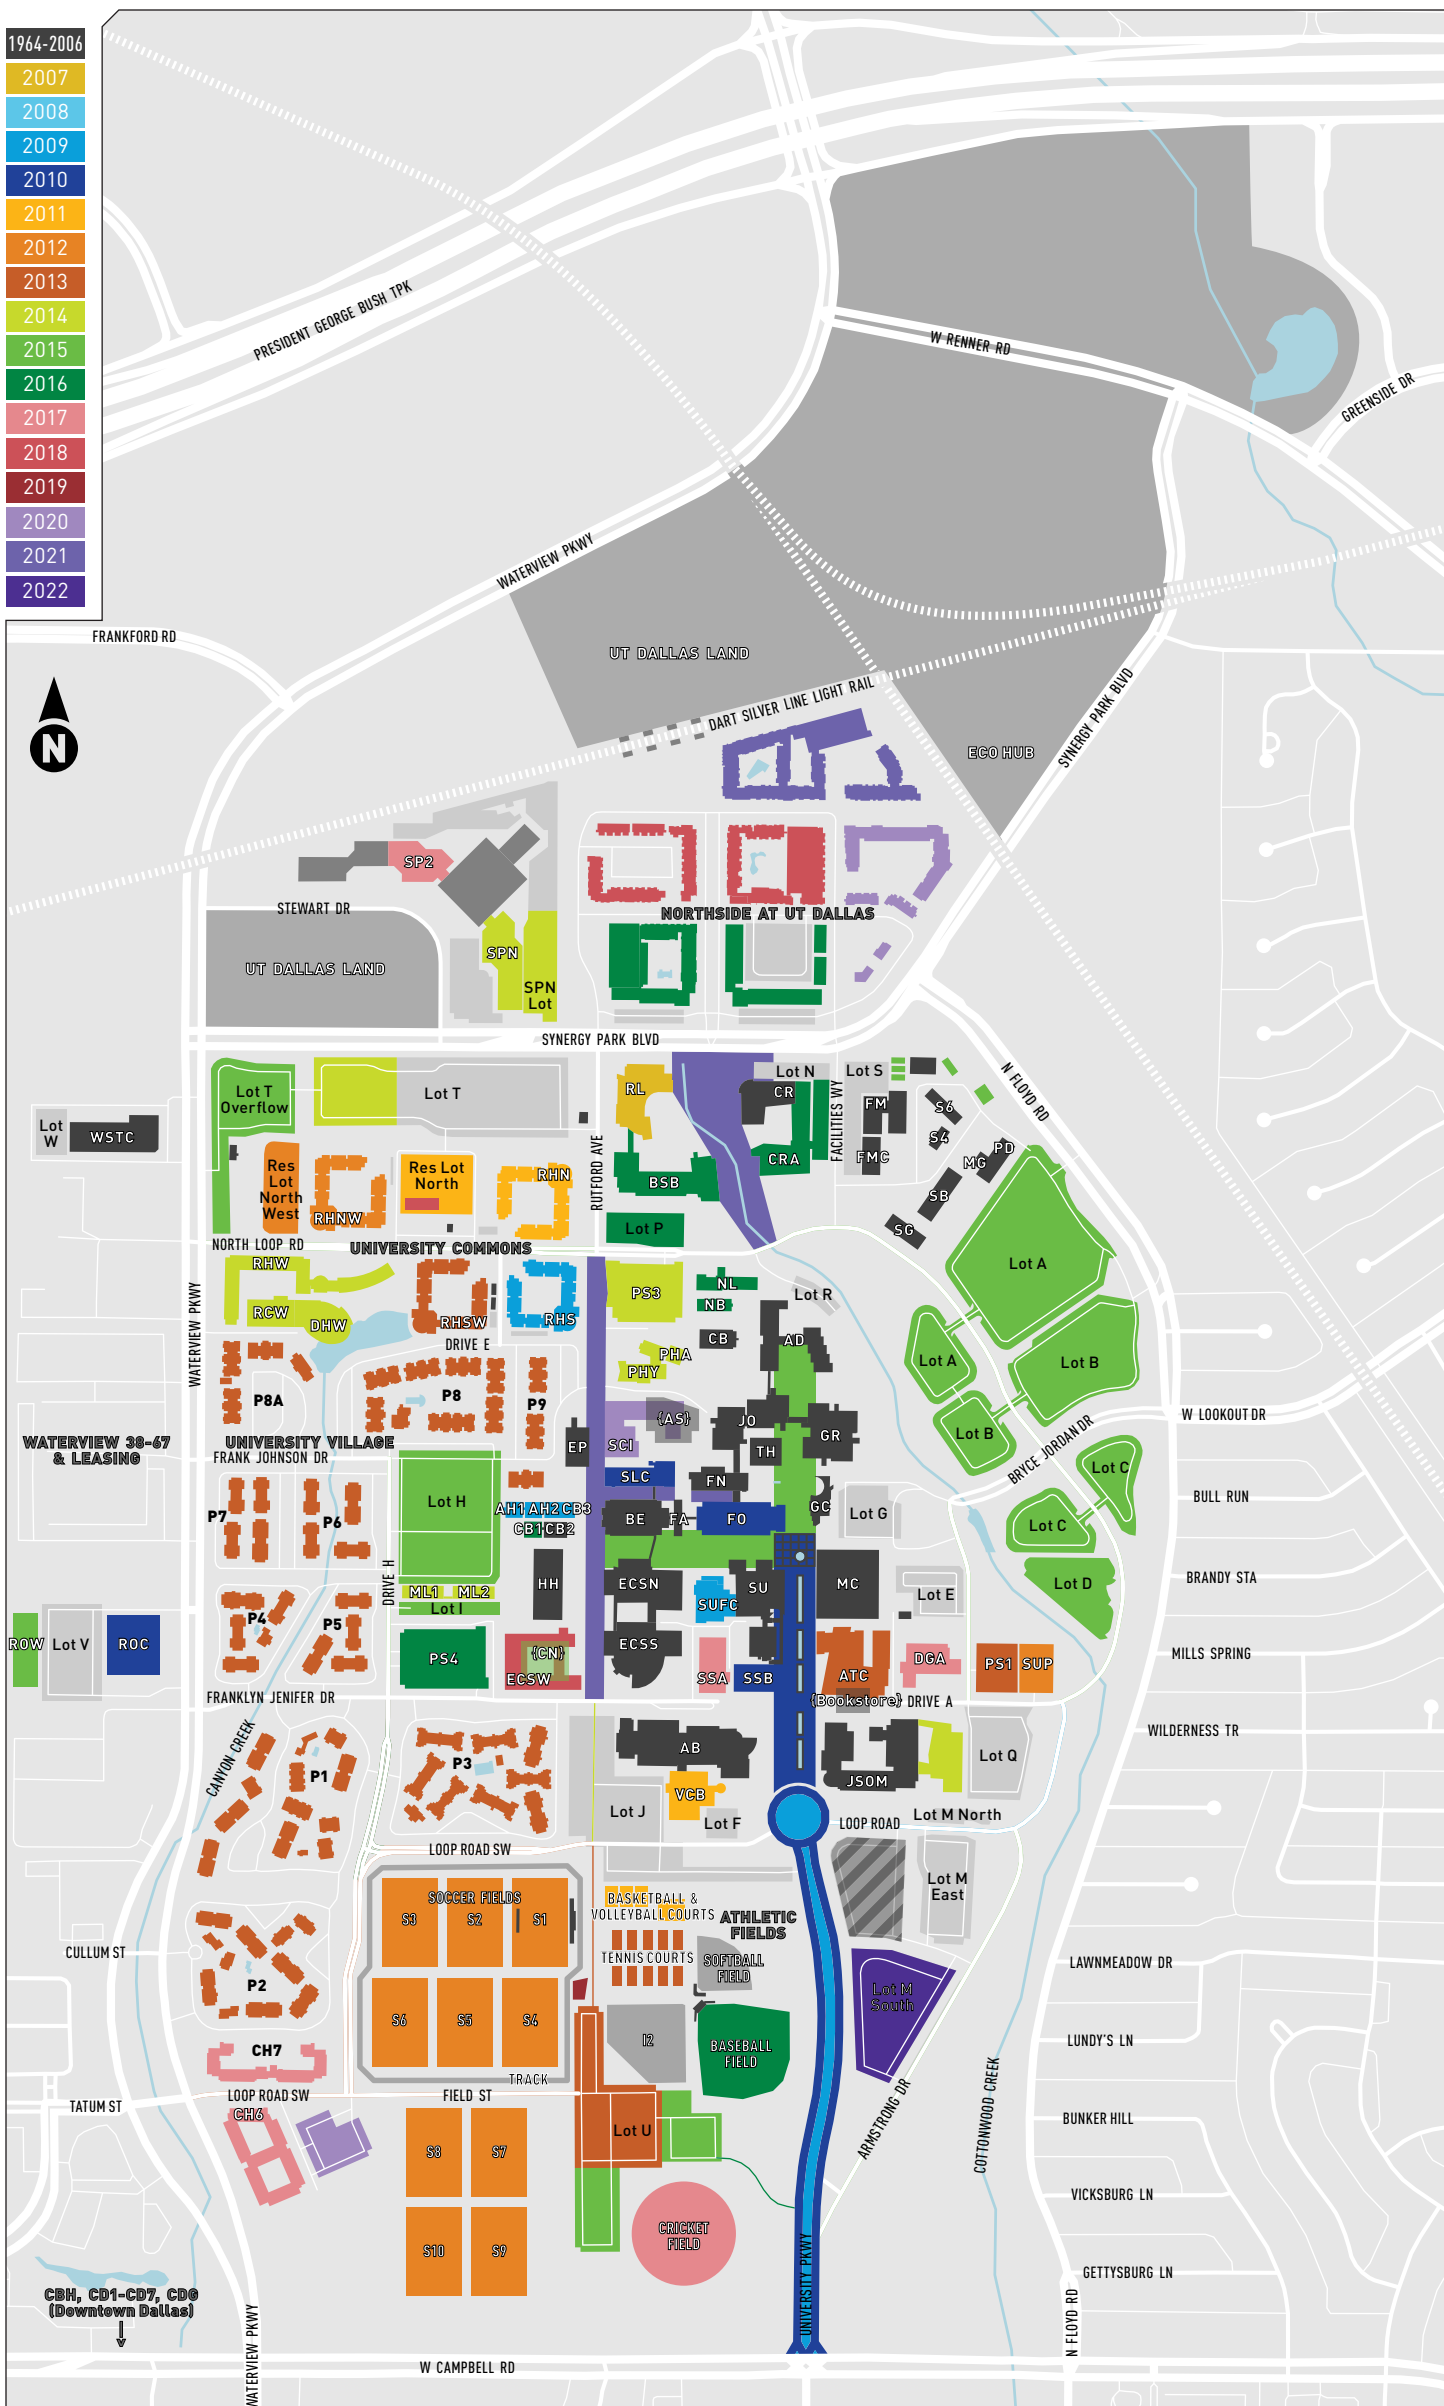 1964-2006
2007
2008
2009
2010
2011
2012
2013
2014
2015
2016
2017
2018
2019
2020
2021
2022
PRESIDENT GEORGE BUSH TPK
W RENNER RD
GREENSIDE DR
WATERVIEW PKWY
FRANKFORD RD
N
UT DALLAS LAND
DART SILVER LINE LIGHT RAIL
SYNERGY PARK BLVD
ECO HUB
SP2
STEWART DR
NORTHSIDE AT UT DALLAS
UT DALLAS LAND
SPN
SPN
Lot
SYNERGY PARK BLVD
N FLOYD RD
Lot T
Overflow
Lot T
RL
Lot N
CR
Lot S
FM
S6
S4
FMC
MG
PD
SB
SG
FACILITIES WY
Lot
W
WSTC
RUTFORD AVE
CRA
BSB
Res
Lot
North
West
RHNW
Res Lot
North
RHN
Lot P
NORTH LOOP RD
UNIVERSITY COMMONS
RHW
RCW
DHW
RHSW
RHS
DRIVE E
PS3
NL
NB
CB
Lot R
AD
PHA
PHY
Lot A
Lot A
Lot B
Lot B
WATERVIEW PKWY
P8A
P8
P9
WATERVIEW 38-67
& LEASING
UNIVERSITY VILLAGE
FRANK JOHNSON DR
EP
SCI
{AS}
JO
TH
GR
W LOOKOUT DR
BRYCE JORDAN DR
Lot C
Lot C
BULL RUN
SLC
FN
GC
Lot G
Lot H
P7
P6
AH1 AH2 CB3
CB1 CB2
BE
FA
FO
DRIVE H
HH
ECSN
SU
SUFC
MC
Lot E
Lot D
BRANDY STA
ML1
ML2
Lot I
P4
P5
ROW
Lot V
ROC
PS4
{CN}
ECSW
ECSS
SSA
SSB
ATC
{Bookstore}
DGA
PS1
SUP
MILLS SPRING
FRANKLYN JENIFER DR
DRIVE A
WILDERNESS TR
CANYON CREEK
P1
P3
AB
VCB
JSOM
Lot Q
Lot J
Lot F
LOOP ROAD
Lot M North
LOOP ROAD SW
Lot M
East
SOCCER FIELDS
S3
S2
S1
BASKETBALL &
VOLLEYBALL COURTS
ATHLETIC
FIELDS
TENNIS COURTS
SOFTBALL
FIELD
CULLUM ST
P2
LAWNMEADOW DR
Lot M
South
S6
S5
S4
I2
BASEBALL
FIELD
LUNDY'S LN
CH7
TRACK
LOOP ROAD SW
FIELD ST
TATUM ST
CH6
ARMSTRONG DR
COTTONWOOD CREEK
BUNKER HILL
Lot U
S8
S7
VICKSBURG LN
CRICKET
FIELD
S10
S9
UNIVERSITY PKWY
GETTYSBURG LN
CBH, CD1-CD7, CDG
(Downtown Dallas)
WATERVIEW PKWY
N FLOYD RD
W CAMPBELL RD